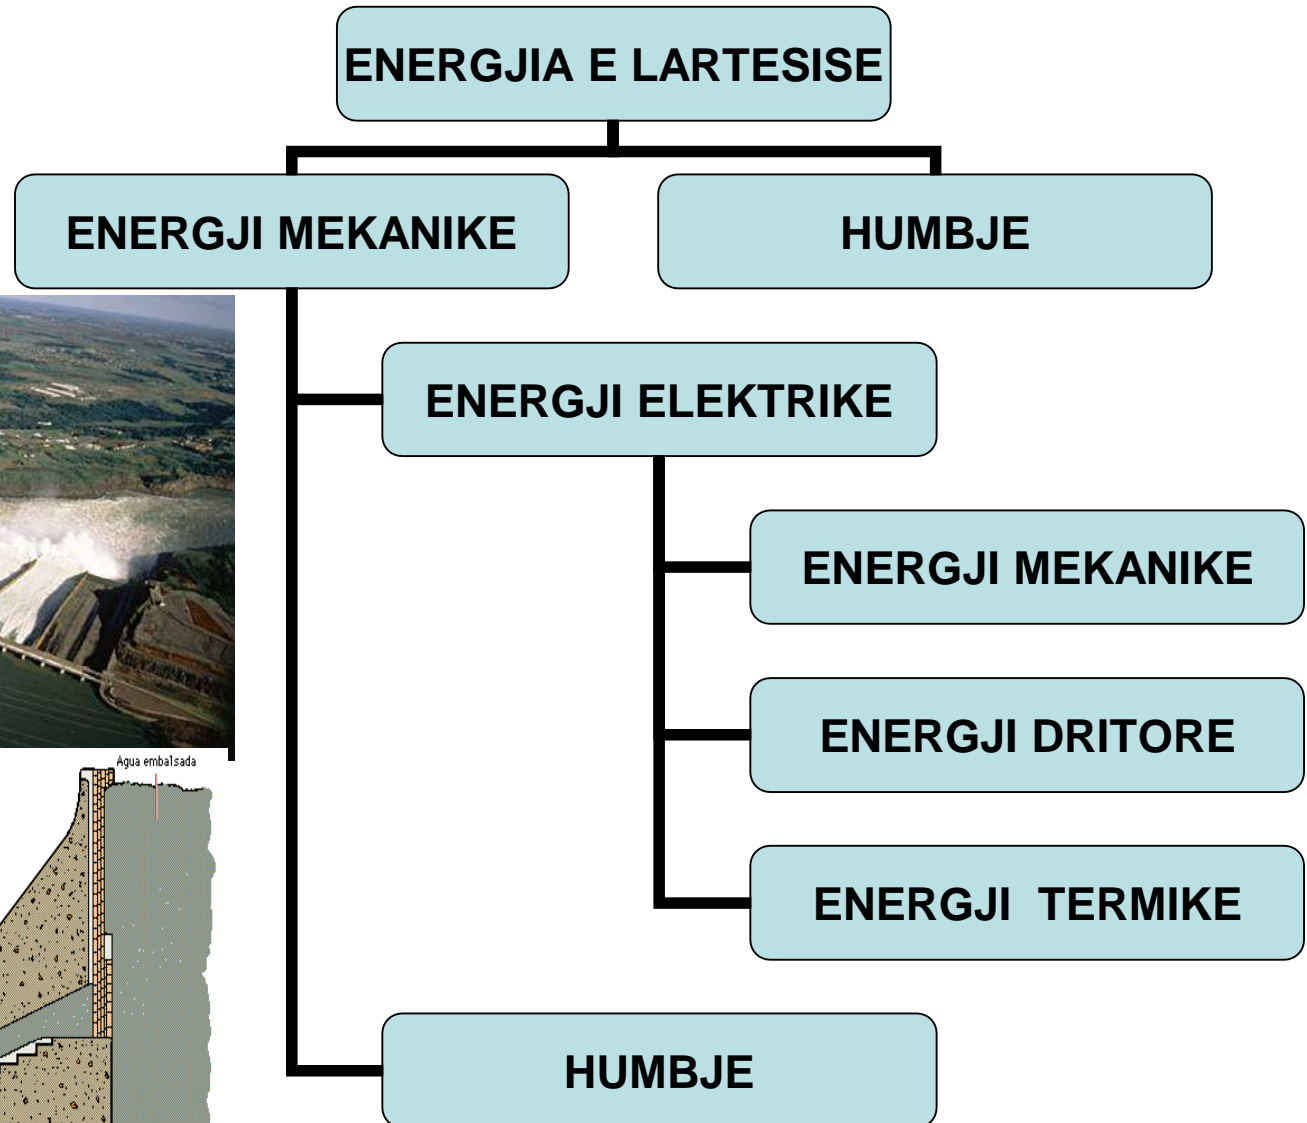 ENERGJIA E LARTESISE
ENERGJI MEKANIKE
HUMBJE
ENERGJI ELEKTRIKE
ENERGJI MEKANIKE
ENERGJI DRITORE
Agua embalsada
ENERGJI TERMIKE
HUMBJE